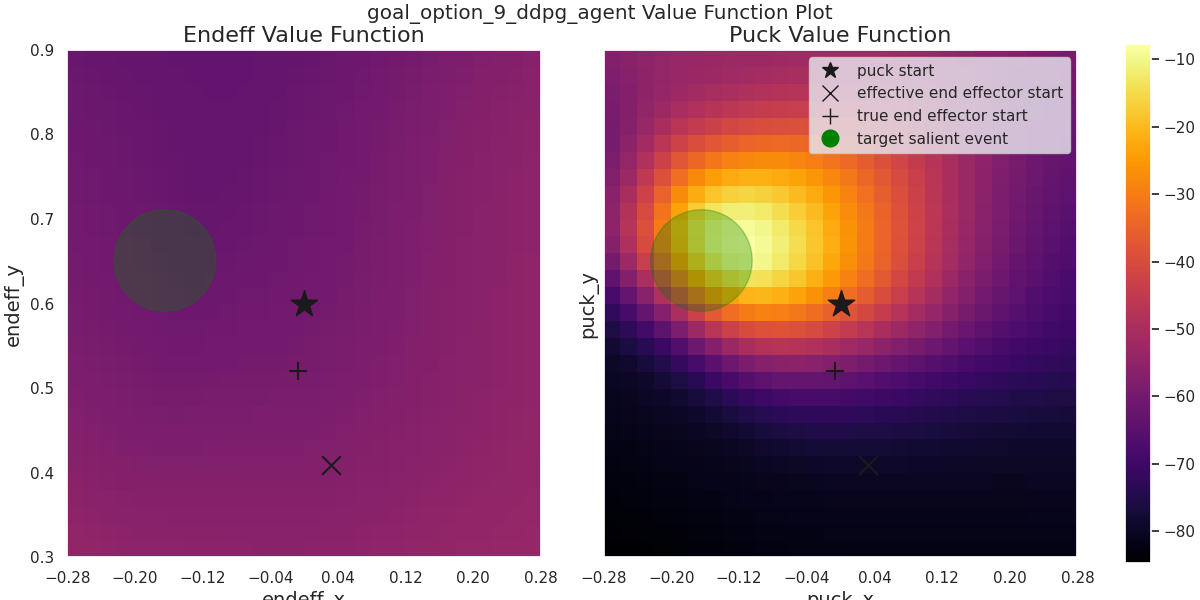 goal_option_9_ddpg_agent Value Function Plot
Endeff Value Function
Puck Value Function
puck start
effective end effector start
true end effector start
target salient event
endeff_y
0.9
0.8
0.7
0.6
0.5
0.4
0.3
−0.28 −0.20 −0.12 −0.04 0.04 0.12 0.20 0.28
endeff_x
puck_y
−0.28 −0.20 −0.12 −0.04 0.04 0.12 0.20 0.28
puck_x
−10
−20
−30
−40
−50
−60
−70
−80